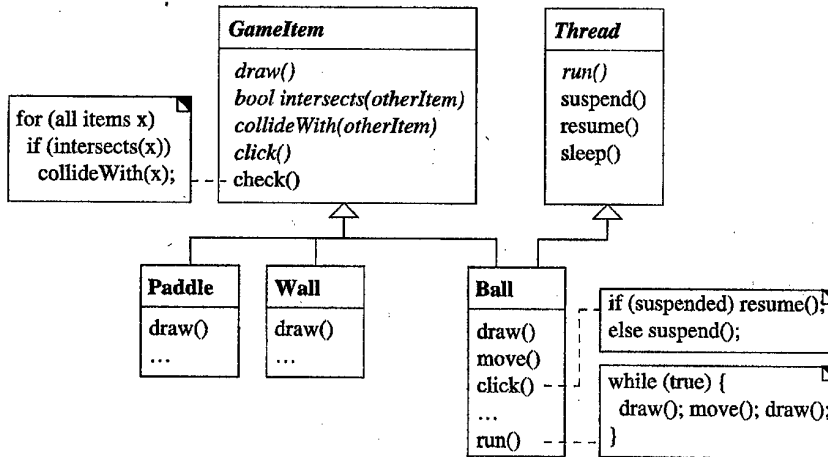 GameItem
draw()
bool intersects(otherItem)
collideWith(otherItem)
click()
check()
Thread
run()
suspend()
resume()
sleep()
for (all items x)
if (intersects(x))
collideWith(x);
Paddle
draw()
...
Wall
draw()
...
Ball
draw()
move()
click()
...
run()
if (suspended) resume();
else suspend();
while (true) {
draw(); move(); draw();
}